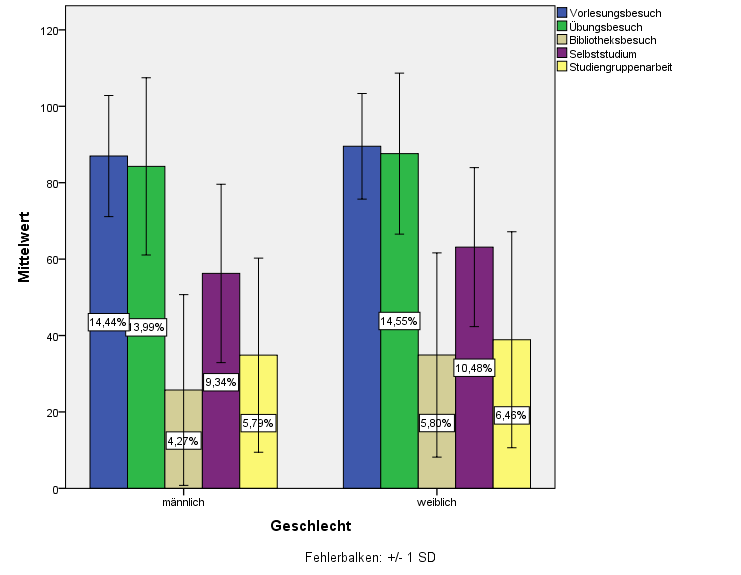 Vorlesungsbesuch
Übungsbesuch
Bibliotheksbesuch
Selbststudium
Studiengruppenarbeit
Mittelwert
120
100
80
60
40
20
0
14,44%
13,99%
4,27%
9,34%
5,79%
14,55%
5,80%
10,48%
6,46%
männlich
weiblich
Geschlecht
Fehlerbalken: +/- 1 SD